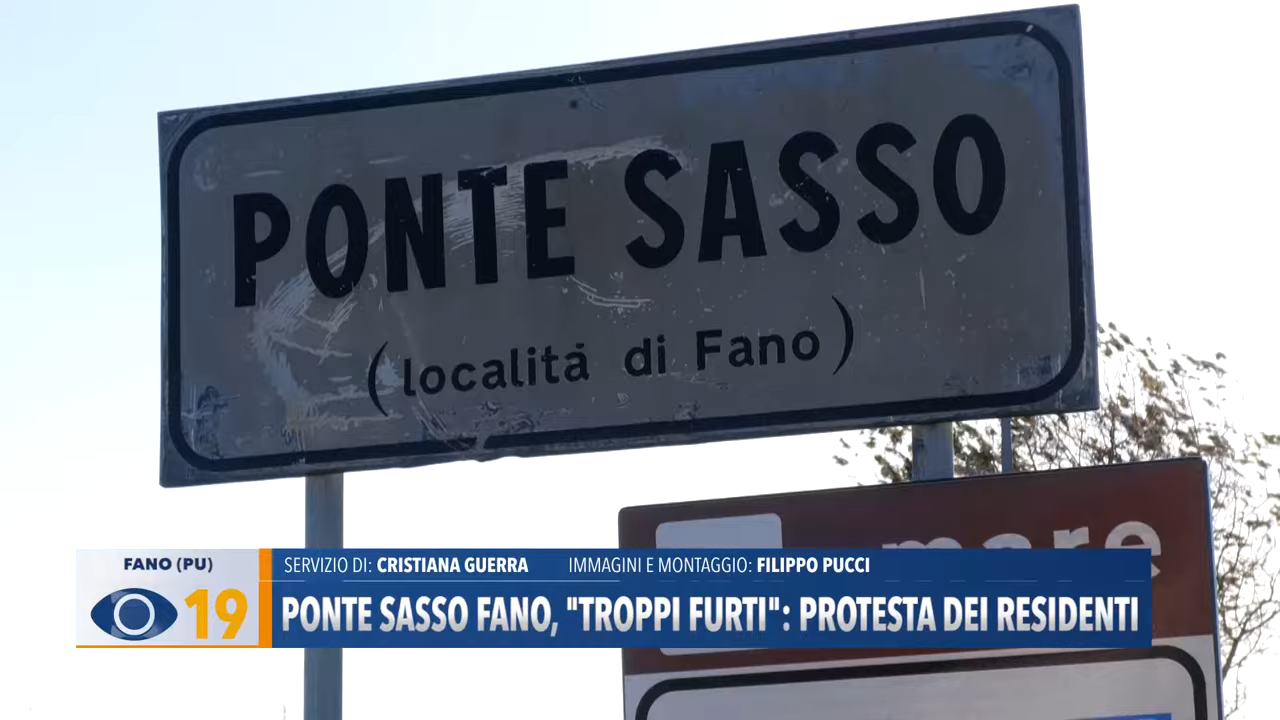 PONTE SASSO
(località di Fano)
mare
FANO (PU)
19
SERVIZIO DI: CRISTIANA GUERRA IMMAGINI E MONTAGGIO: FILIPPO PUCCI
PONTE SASSO FANO, "TROPPI FURTI": PROTESTA DEI RESIDENTI